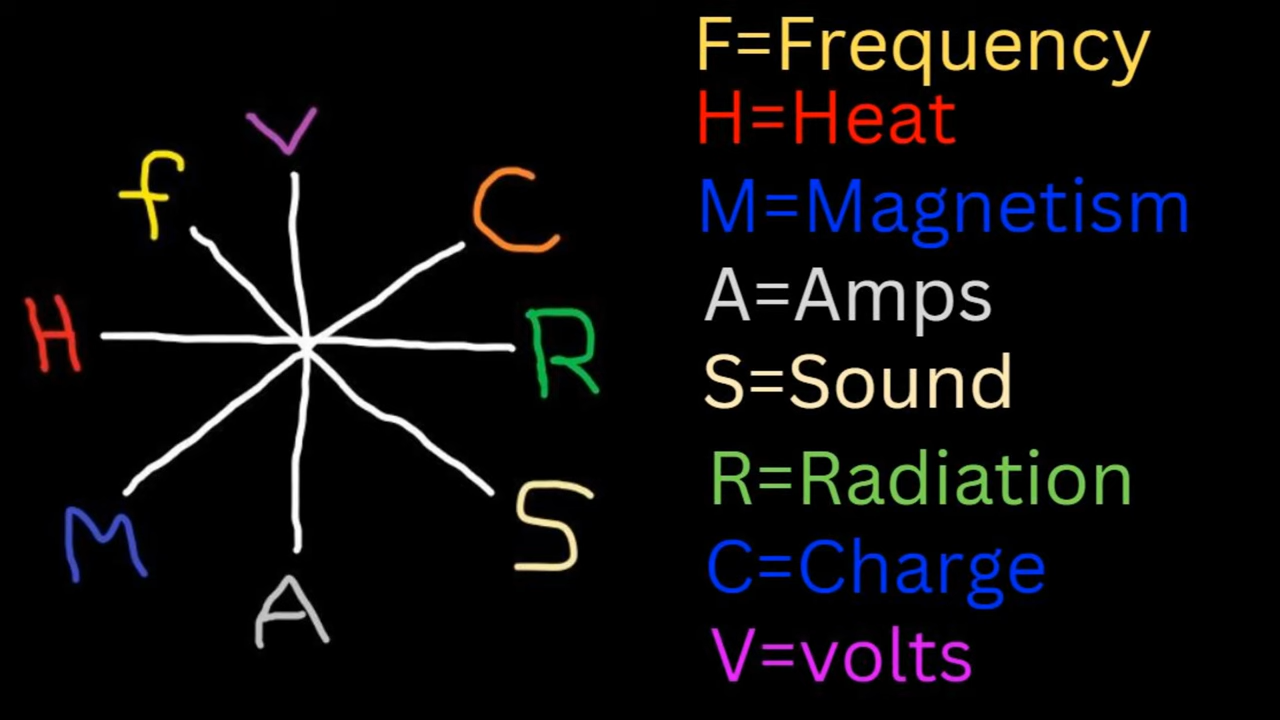 V
f
C
H
R
M
S
A
F=Frequency
H=Heat
M=Magnetism
A=Amps
S=Sound
R=Radiation
C=Charge
V=volts